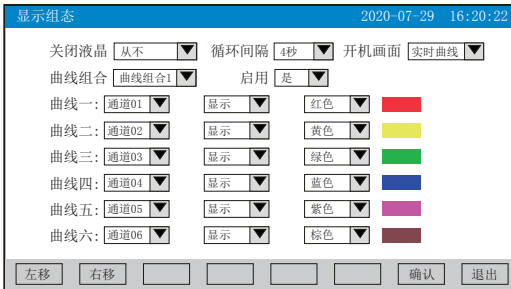 显示组态 2020-07-29 16:20:22
关闭液晶 从不 循环间隔 4秒 开机画面 实时曲线
曲线组合 曲线组合1 启用 是
曲线一: 通道01 显示 红色
曲线二: 通道02 显示 黄色
曲线三: 通道03 显示 绿色
曲线四: 通道04 显示 蓝色
曲线五: 通道05 显示 紫色
曲线六: 通道06 显示 棕色
左移 右移 确认 退出